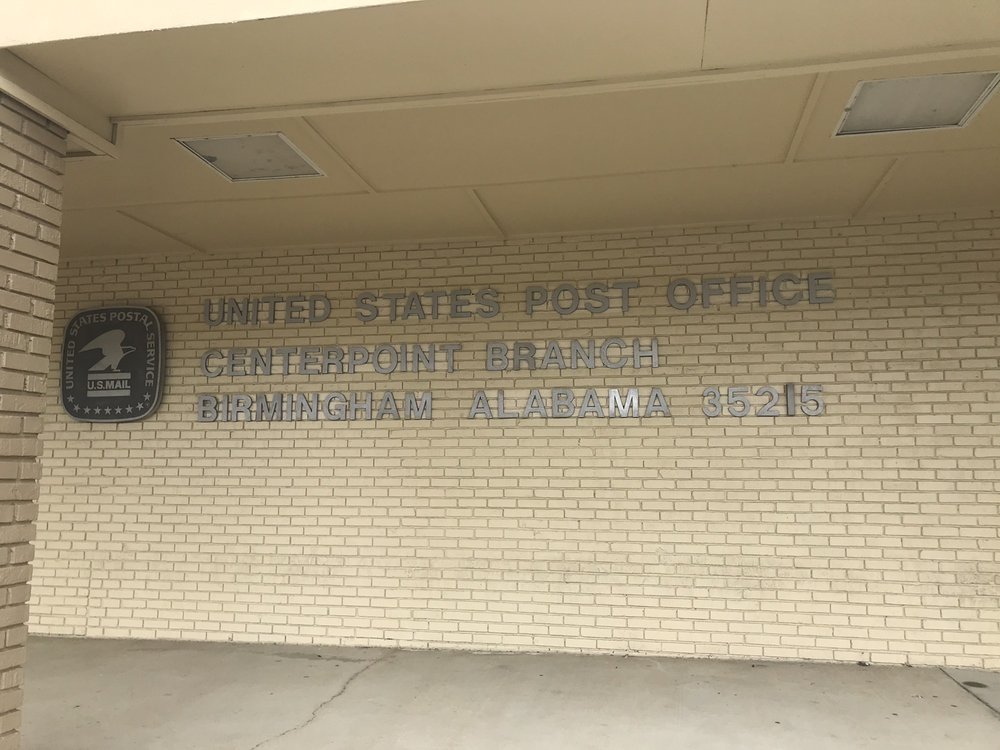 UNITED STATES POSTAL SERVICE
U.S.MAIL
UNITED STATES POST OFFICE
CENTERPOINT BRANCH
BIRMINGHAM ALABAMA 35215